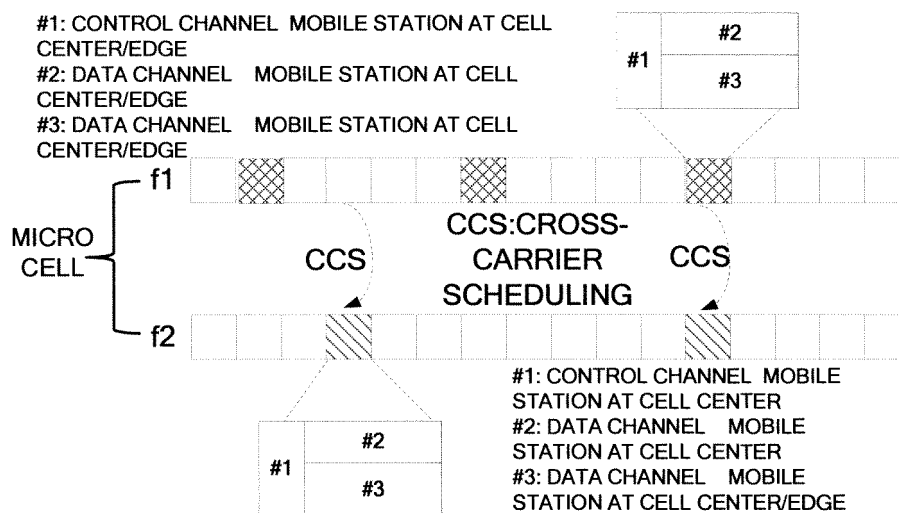 #1: CONTROL CHANNEL MOBILE STATION AT CELL
CENTER/EDGE
#2: DATA CHANNEL MOBILE STATION AT CELL
CENTER/EDGE
#3: DATA CHANNEL MOBILE STATION AT CELL
CENTER/EDGE
#1
#2
#3
f1
MICRO
CELL
CCS
CCS:CROSS-
CARRIER
SCHEDULING
CCS
f2
#1
#2
#3
#1: CONTROL CHANNEL MOBILE
STATION AT CELL CENTER
#2: DATA CHANNEL MOBILE
STATION AT CELL CENTER
#3: DATA CHANNEL MOBILE
STATION AT CELL CENTER/EDGE